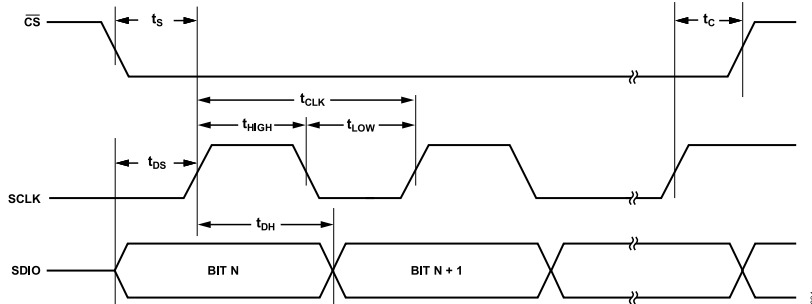 CS
tS
tC
tCLK
tHIGH
tLOW
tDS
SCLK
tDH
SDIO
BIT N
BIT N + 1